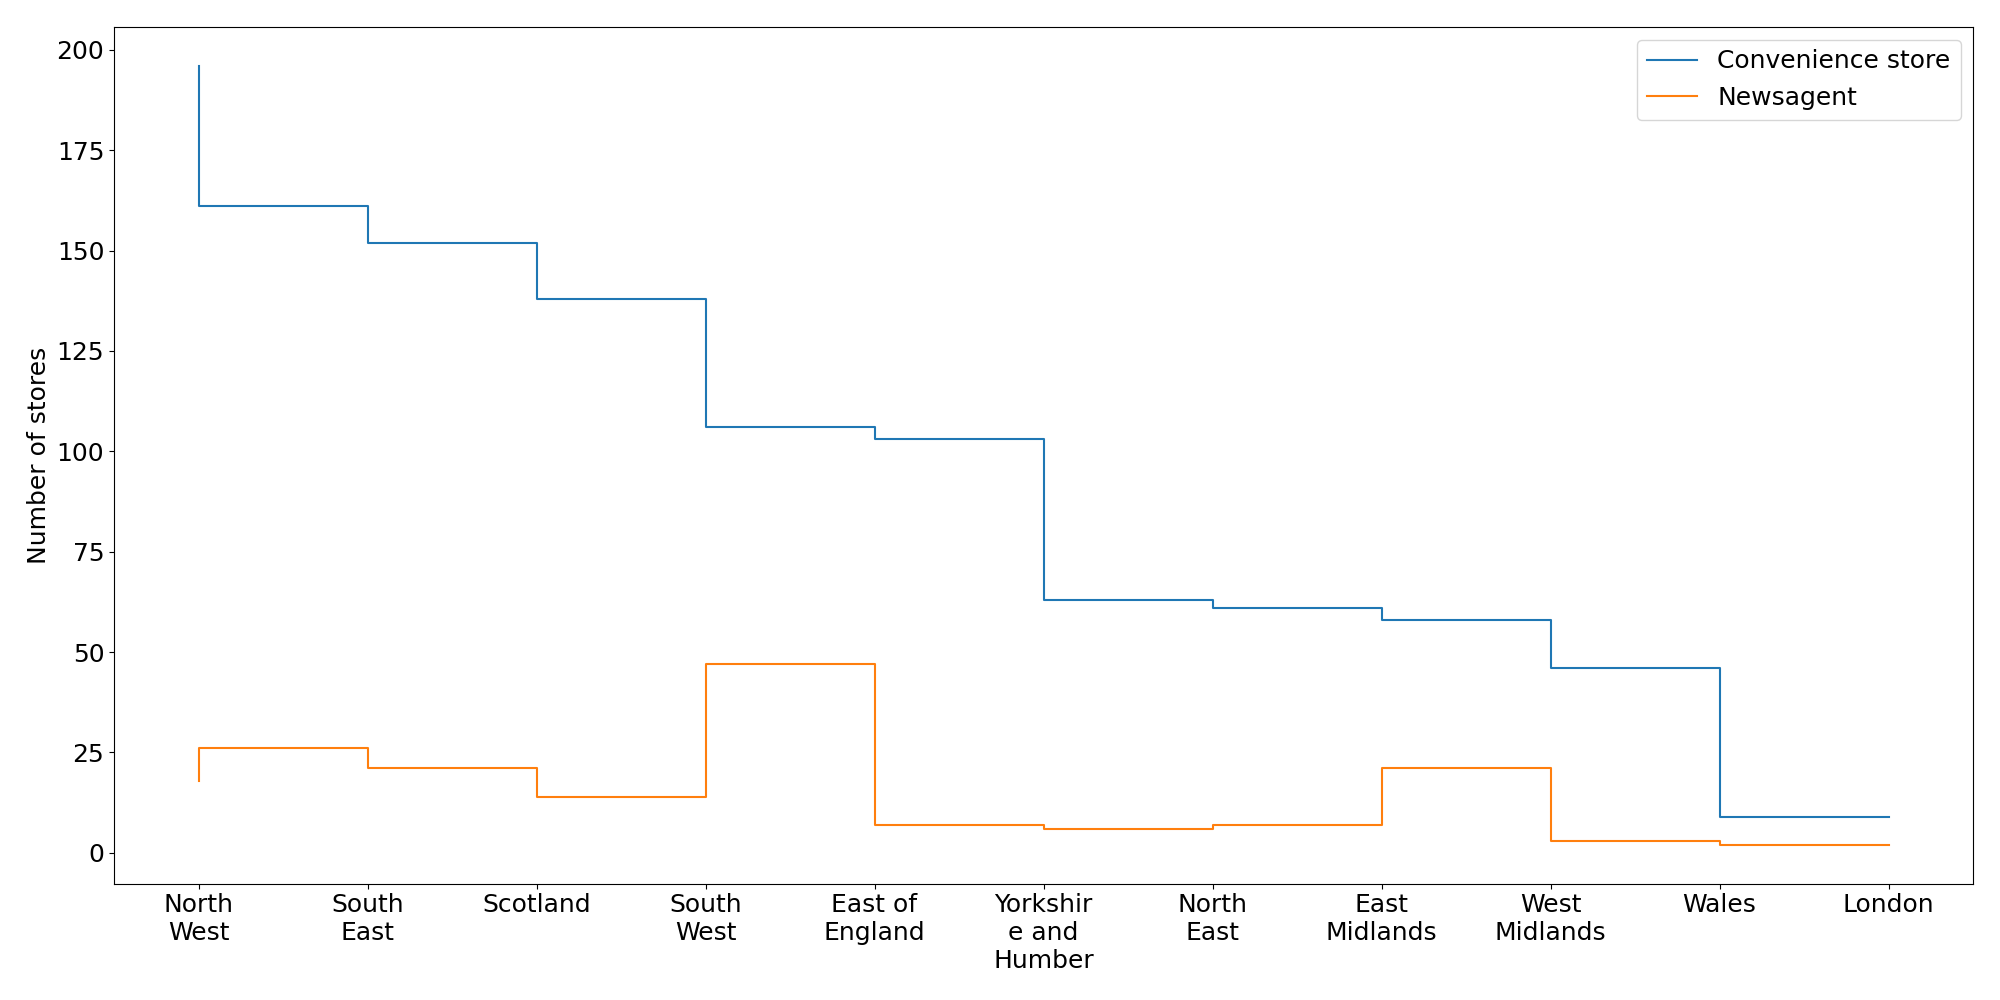 200
175
150
125
100
75
50
25
0
Number of stores
Convenience store
Newsagent
North
West
South
East
Scotland
South
West
East of
England
Yorkshir
e and
Humber
North
East
East
Midlands
West
Midlands
Wales
London